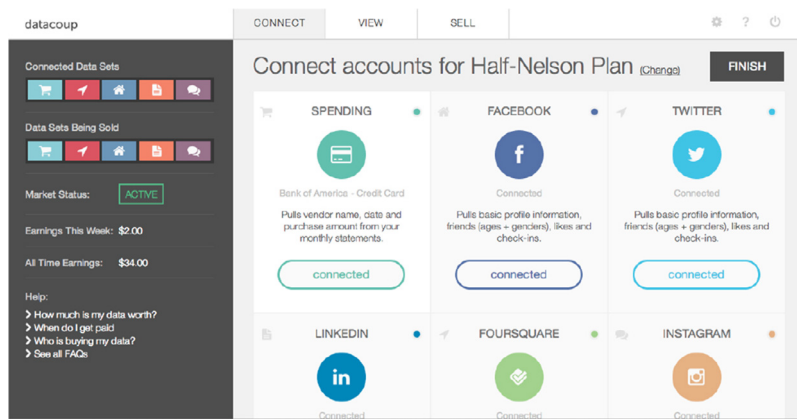 datacoup
CONNECT
VIEW
SELL
?
Connected Data Sets
Data Sets Being Sold
Market Status: ACTIVE
Earnings This Week: $2.00
All Time Earnings: $34.00
Help:
How much is my data worth?
When do I get paid
Who is buying my data?
See all FAQs
Connect accounts for Half-Nelson Plan (Change)
FINISH
SPENDING
Bank of America - Credit Card
Pulls vendor name, date and
purchase amount from your
monthly statements.
connected
FACEBOOK
f
Connected
Pulls basic profile information,
friends (ages + genders), likes and
check-ins.
connected
TWITTER
Connected
Pulls basic profile information,
friends (ages + genders), likes and
check-ins.
connected
LINKEDIN
in
Connected
FOURSQUARE
Connected
INSTAGRAM
Connected